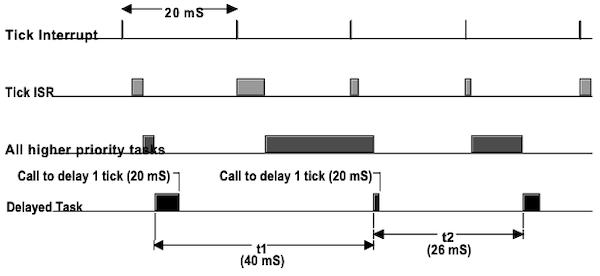 20 mS
Tick Interrupt
Tick ISR
All higher priority tasks
Call to delay 1 tick (20 mS) Call to delay 1 tick (20 mS)
Delayed Task
t1 t2
(40 mS) (26 mS)